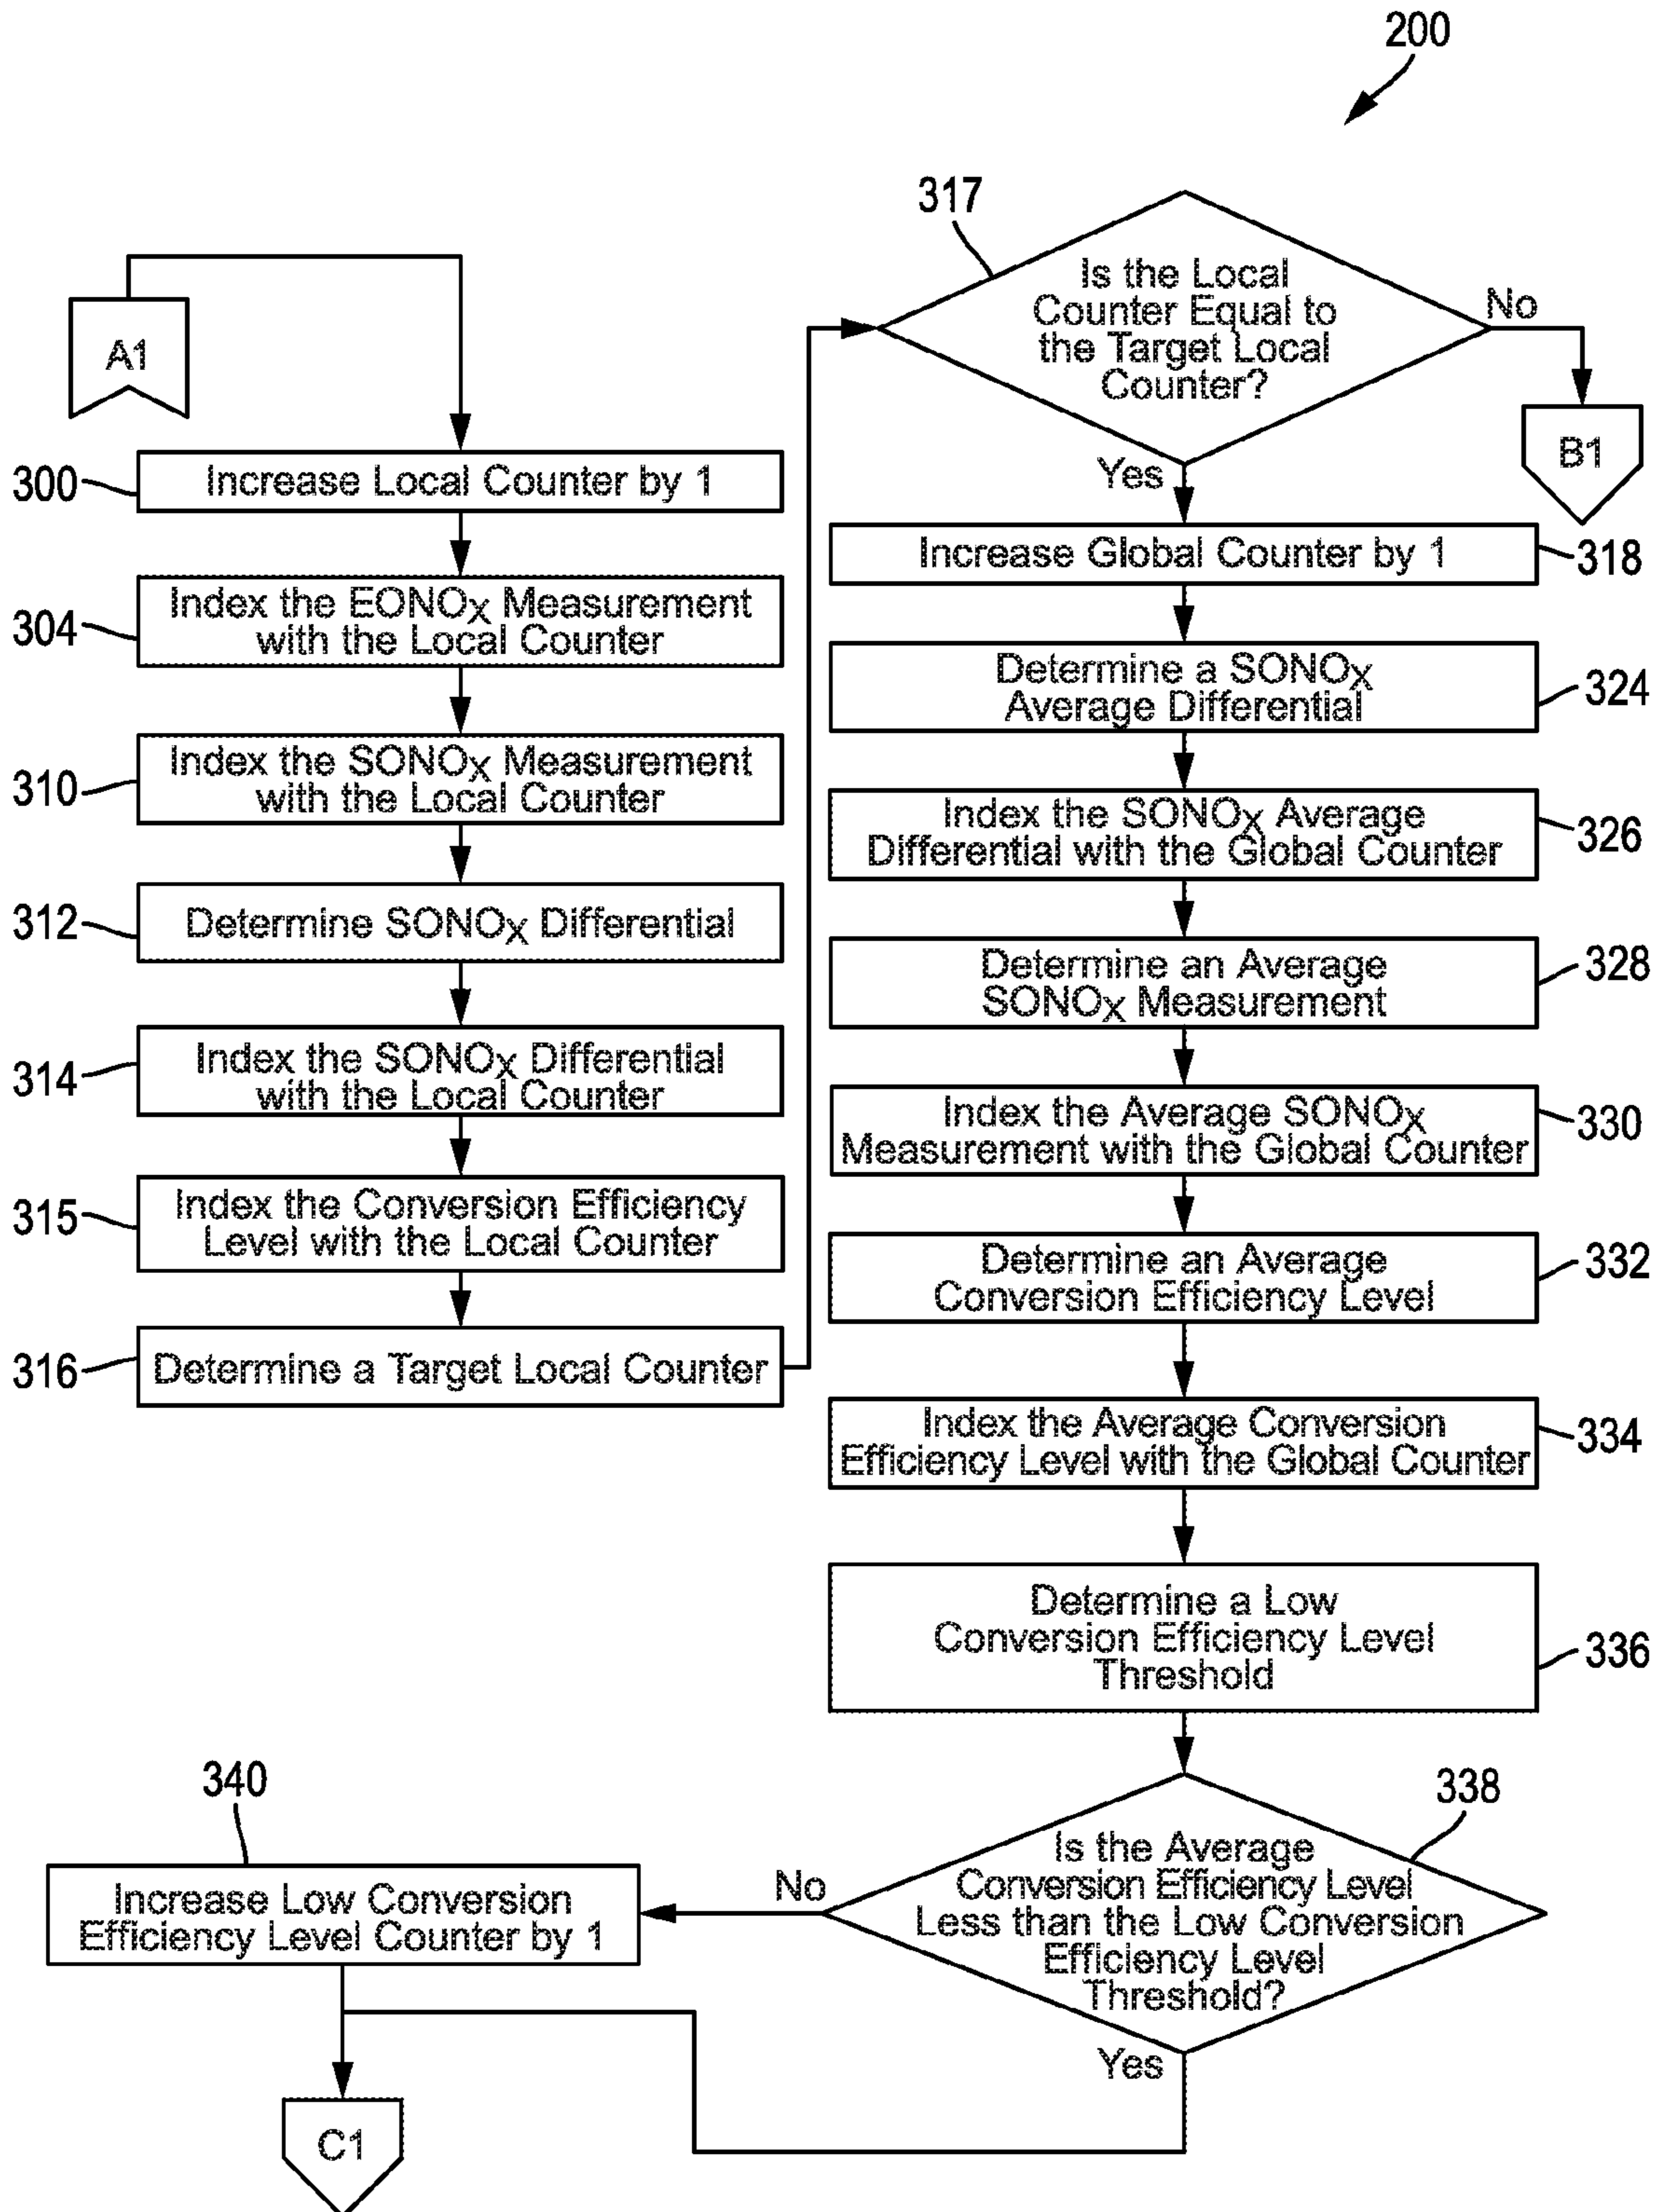 200
A1
300
Increase Local Counter by 1
304
Index the EONOX Measurement
with the Local Counter
310
Index the SONOX Measurement
with the Local Counter
312
Determine SONOX Differential
314
Index the SONOX Differential
with the Local Counter
315
Index the Conversion Efficiency
Level with the Local Counter
316
Determine a Target Local Counter
317
Is the Local
Counter Equal to
the Target Local
Counter?
No
B1
Yes
Increase Global Counter by 1
318
Determine a SONOX
Average Differential
324
Index the SONOX Average
Differential with the Global Counter
326
Determine an Average
SONOX Measurement
328
Index the Average SONOX
Measurement with the Global Counter
330
Determine an Average
Conversion Efficiency Level
332
Index the Average Conversion
Efficiency Level with the Global Counter
334
Determine a Low
Conversion Efficiency Level
Threshold
336
338
Is the Average
Conversion Efficiency Level
Less than the Low Conversion
Efficiency Level
Threshold?
No
Yes
340
Increase Low Conversion
Efficiency Level Counter by 1
C1